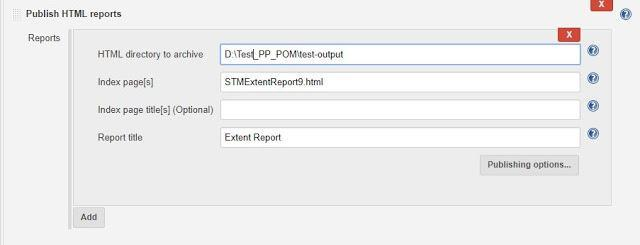 Publish HTML reports
X
Reports
X
HTML directory to archive D:\Test_PP_POM\test-output
Index page[s] STMExtentReport9.html
Index page title[s] (Optional)
Report title Extent Report
Publishing options...
Add